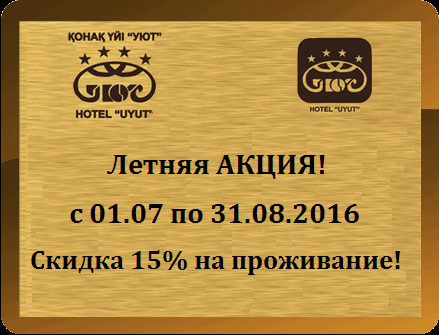 ҚОНАҚ ҮЙІ "УЮТ"
HOTEL "UYUT"
HOTEL "UYUT"
Летняя АКЦИЯ!
с 01.07 по 31.08.2016
Скидка 15% на проживание!